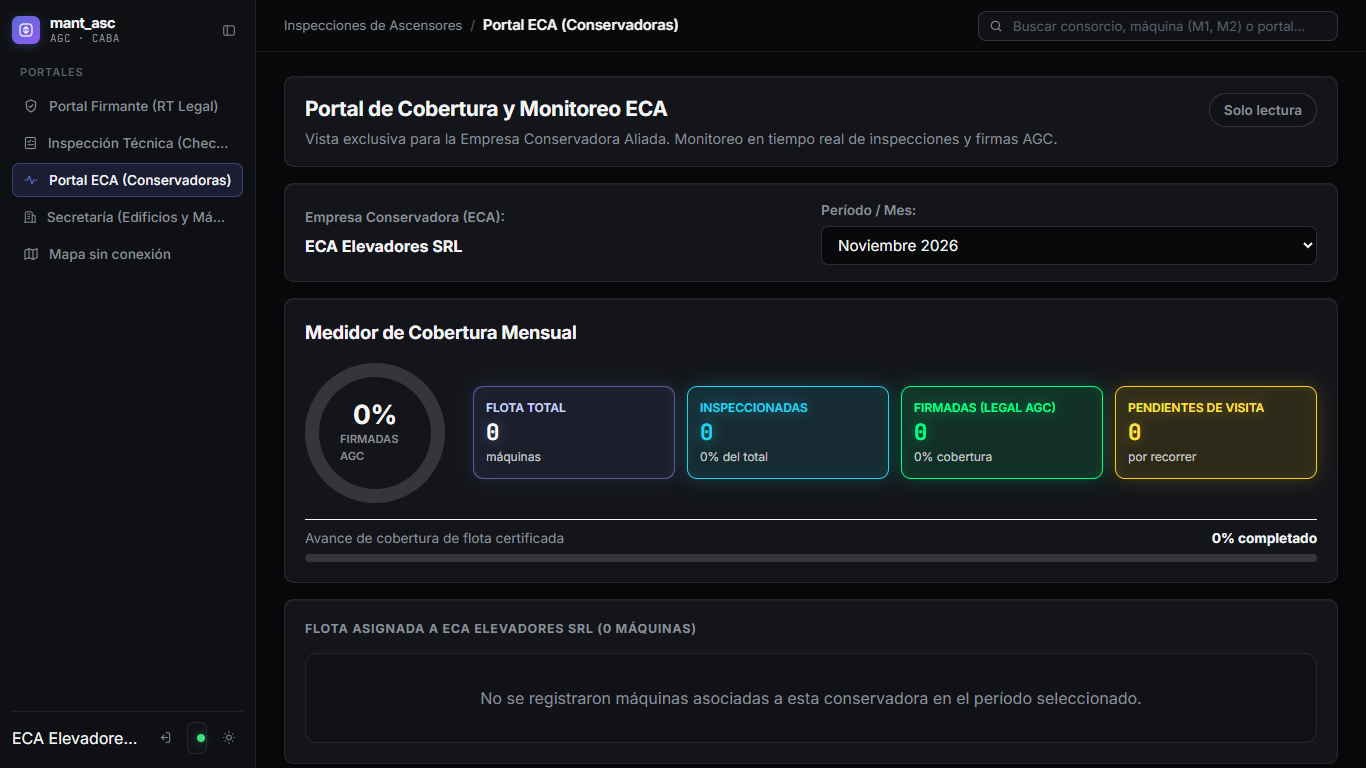 mant_asc
AGC · CABA
PORTALES
Portal Firmante (RT Legal)
Inspección Técnica (Chec...
Portal ECA (Conservadoras)
Secretaría (Edificios y Má...
Mapa sin conexión
ECA Elevadore...
Inspecciones de Ascensores / Portal ECA (Conservadoras)
Buscar consorcio, máquina (M1, M2) o portal...
Portal de Cobertura y Monitoreo ECA
Solo lectura
Vista exclusiva para la Empresa Conservadora Aliada. Monitoreo en tiempo real de inspecciones y firmas AGC.
Empresa Conservadora (ECA):
ECA Elevadores SRL
Período / Mes:
Noviembre 2026
Medidor de Cobertura Mensual
0%
FIRMADAS
AGC
FLOTA TOTAL
0
máquinas
INSPECCIONADAS
0
0% del total
FIRMADAS (LEGAL AGC)
0
0% cobertura
PENDIENTES DE VISITA
0
por recorrer
Avance de cobertura de flota certificada
0% completado
FLOTA ASIGNADA A ECA ELEVADORES SRL (0 MÁQUINAS)
No se registraron máquinas asociadas a esta conservadora en el período seleccionado.